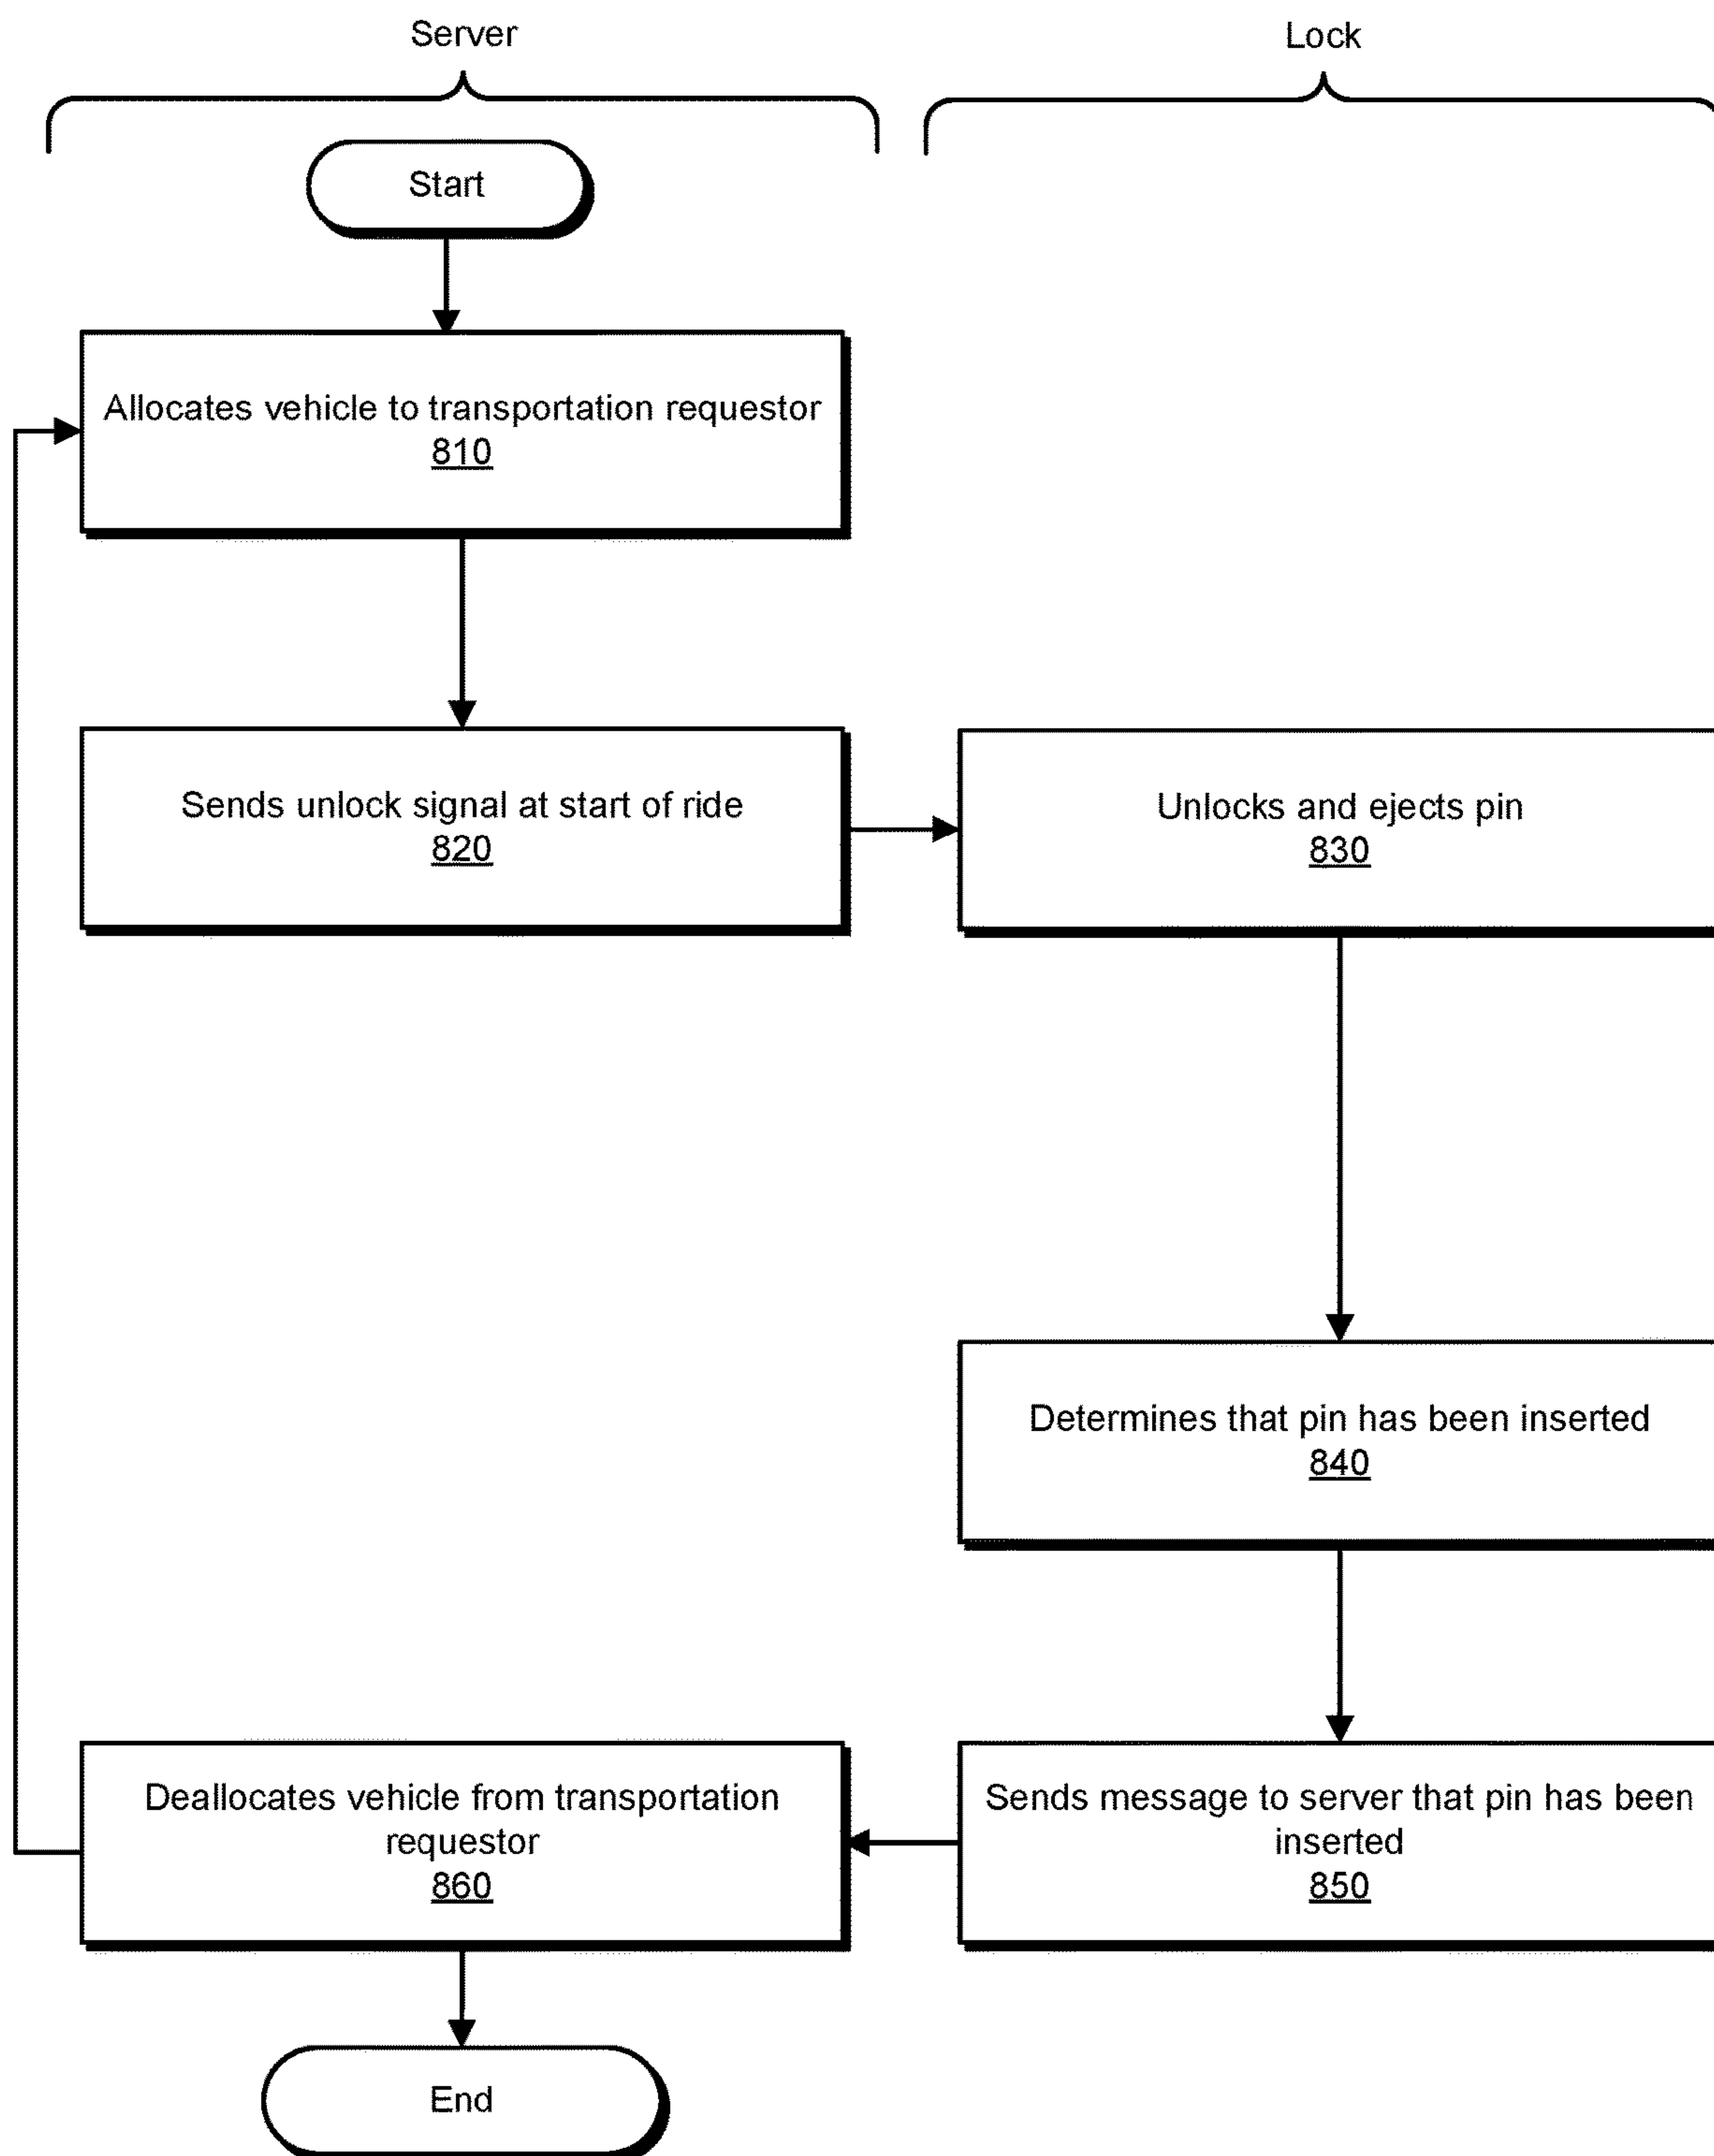 Server
Lock
Start
Allocates vehicle to transportation requestor
810
Sends unlock signal at start of ride
820
Unlocks and ejects pin
830
Determines that pin has been inserted
840
Deallocates vehicle from transportation
requestor
860
Sends message to server that pin has been
inserted
850
End